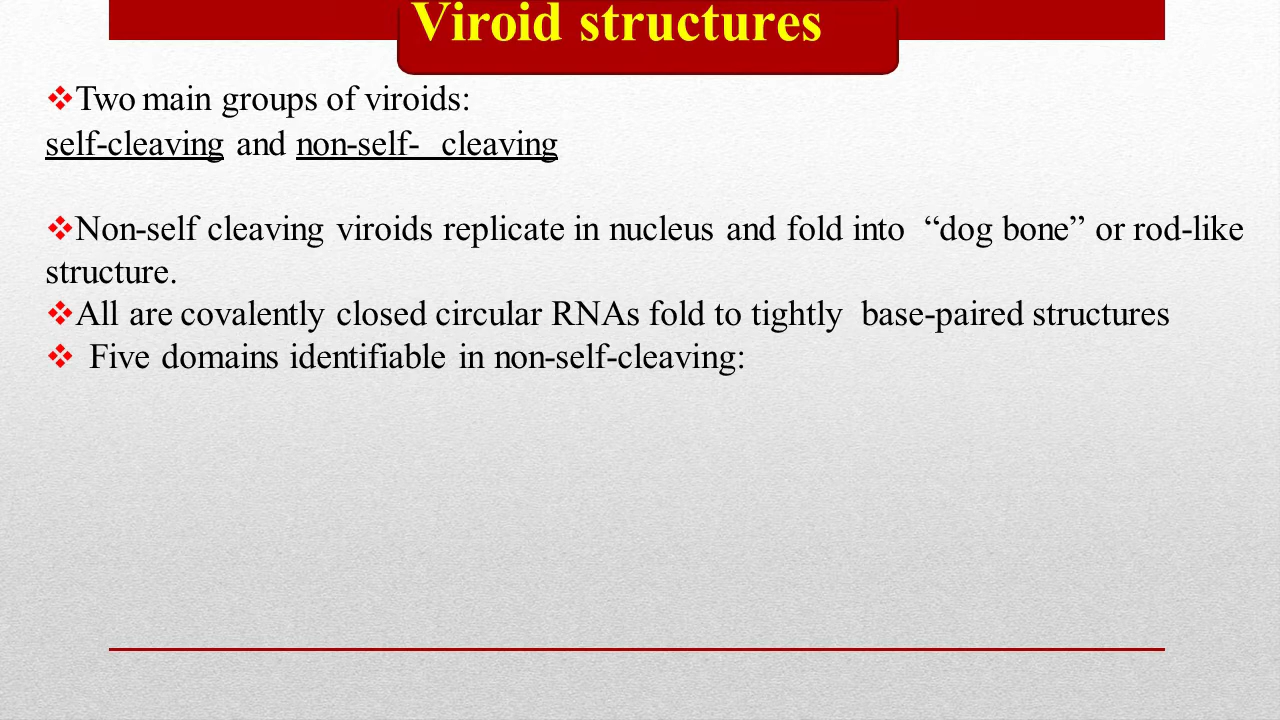 Viroid structures
❖Two main groups of viroids:
self-cleaving and non-self- cleaving
❖Non-self cleaving viroids replicate in nucleus and fold into “dog bone” or rod-like
structure.
❖All are covalently closed circular RNAs fold to tightly base-paired structures
❖ Five domains identifiable in non-self-cleaving: